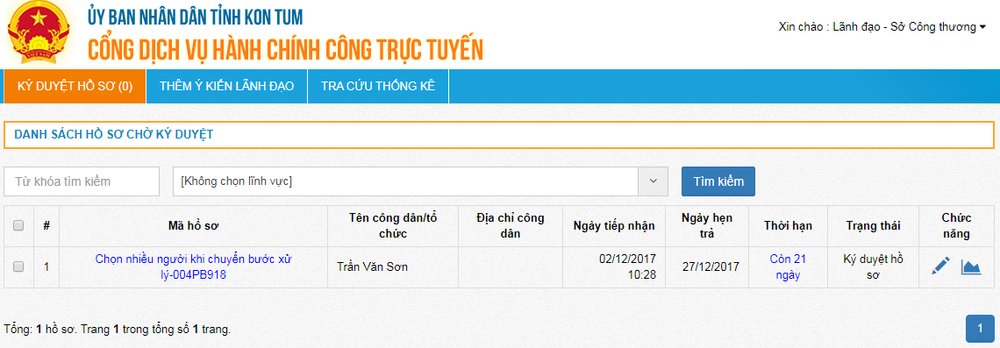 ỦY BAN NHÂN DÂN TỈNH KON TUM
CỔNG DỊCH VỤ HÀNH CHÍNH CÔNG TRỰC TUYẾN
Xin chào : Lãnh đạo - Sở Công thương
KÝ DUYỆT HỒ SƠ (0) THÊM Ý KIẾN LÃNH ĐẠO TRA CỨU THỐNG KÊ
DANH SÁCH HỒ SƠ CHỜ KÝ DUYỆT
Từ khóa tìm kiếm [Không chọn lĩnh vực] Tìm kiếm
# Mã hồ sơ Tên công dân/tổ chức Địa chỉ công dân Ngày tiếp nhận Ngày hẹn trả Thời hạn Trạng thái Chức năng
1 Chọn nhiều người khi chuyển bước xử lý-004PB918 Trần Văn Sơn 02/12/2017 10:28 27/12/2017 Còn 21 ngày Ký duyệt hồ sơ
Tổng: 1 hồ sơ. Trang 1 trong tổng số 1 trang. 1